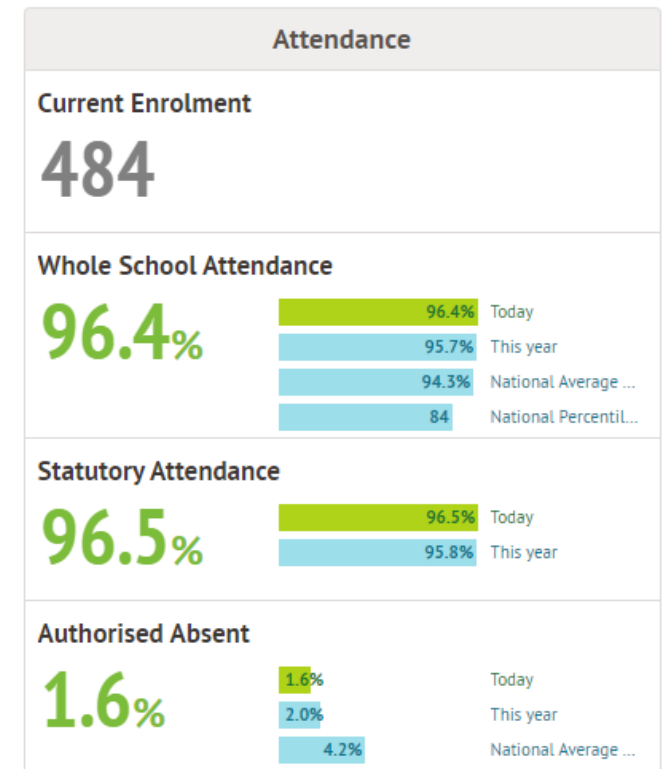 Attendance
Current Enrolment
484
Whole School Attendance
96.4%
96.4% Today
95.7% This year
94.3% National Average ...
84 National Percentil...
Statutory Attendance
96.5%
96.5% Today
95.8% This year
Authorised Absent
1.6%
1.6% Today
2.0% This year
4.2% National Average ...